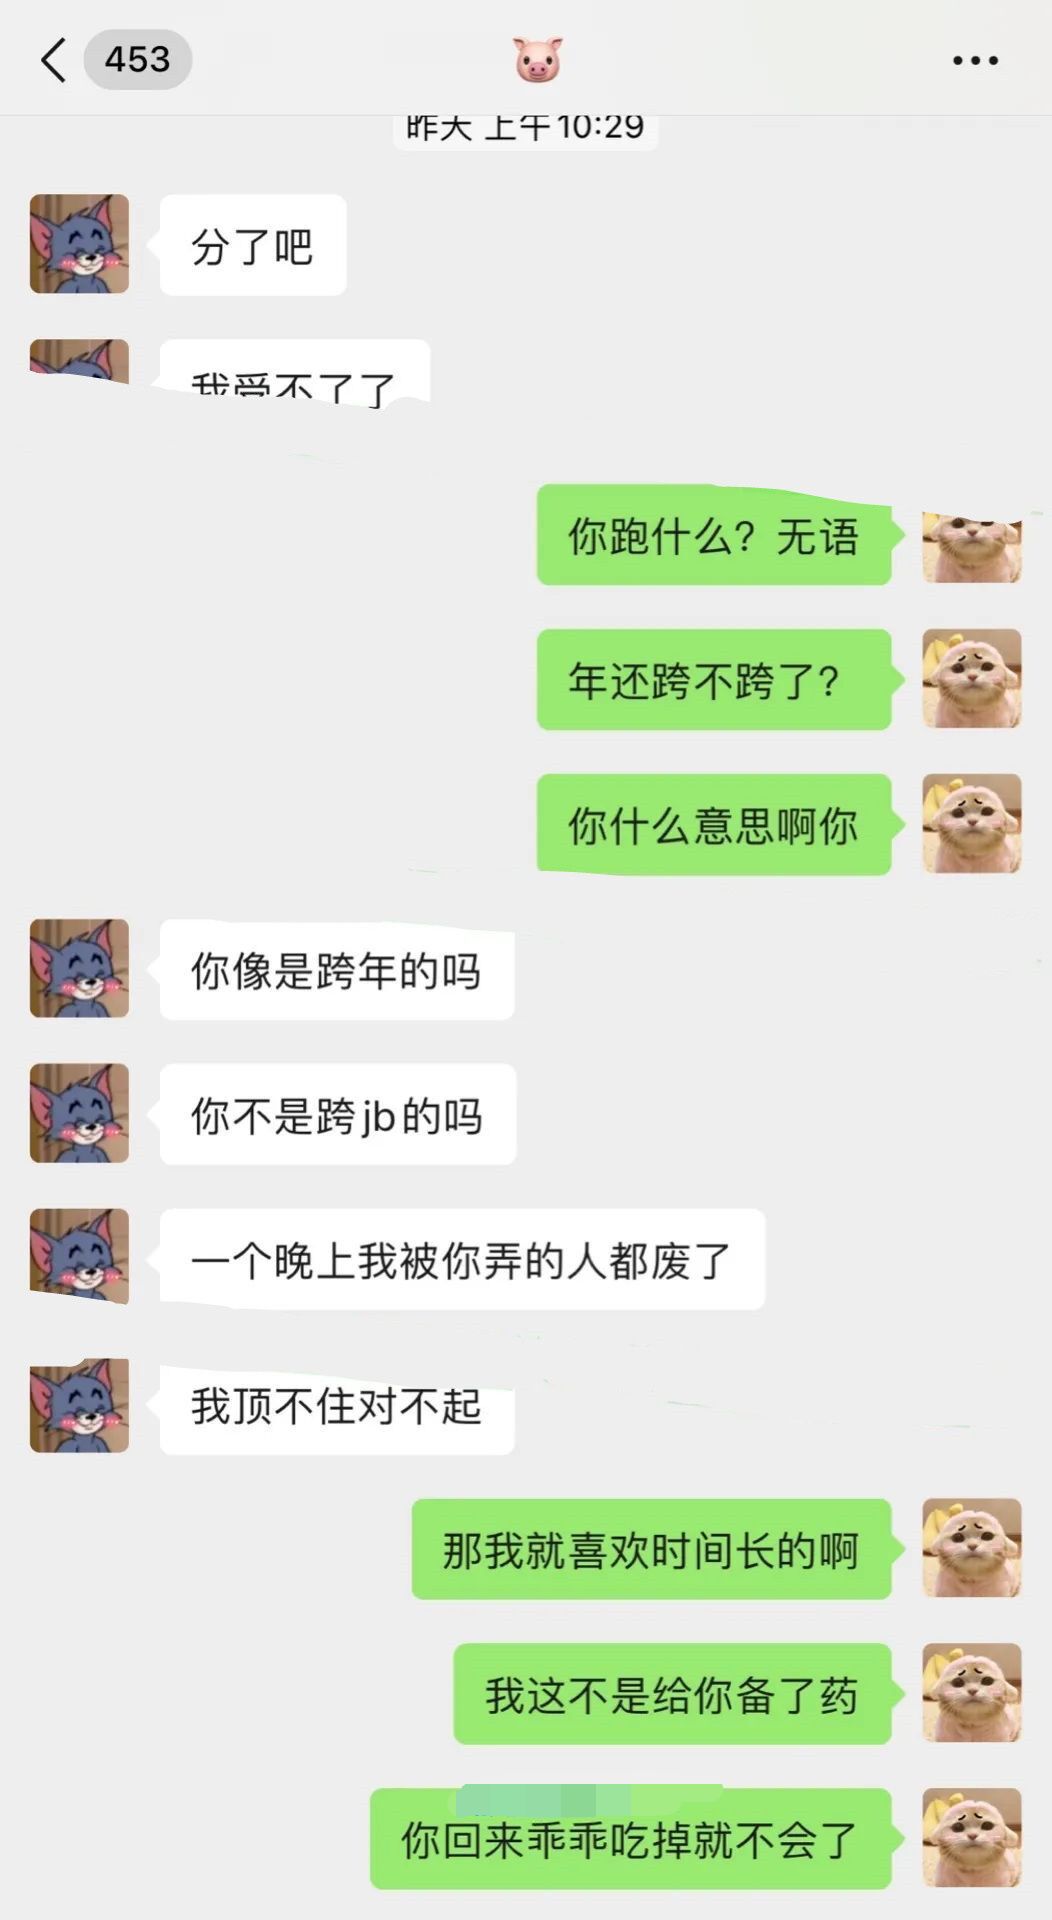 453
昨天 上午10:29
分了吧
我受不了了
你跑什么？无语
年还跨不跨了？
你什么意思啊你
你像是跨年的吗
你不是跨jb的吗
一个晚上我被你弄的人都废了
我顶不住对不起
那我就喜欢时间长的啊
我这不是给你备了药
你回来乖乖吃掉就不会了